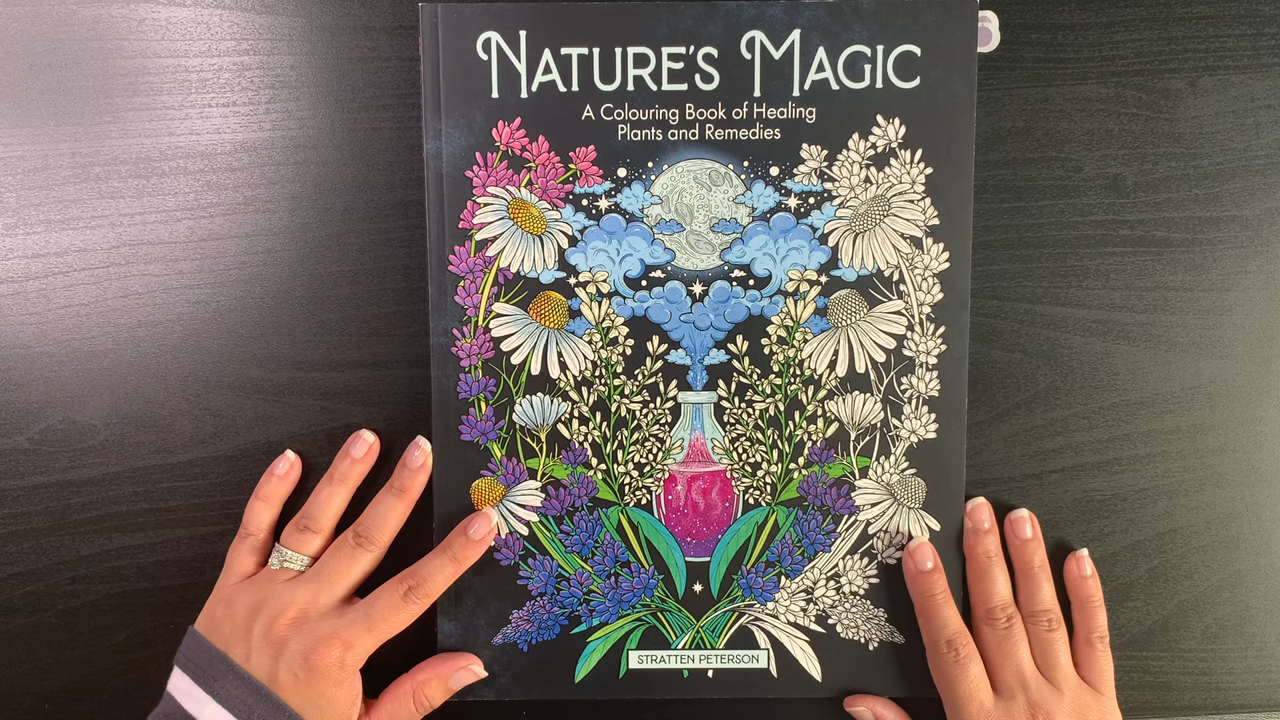 NATURE'S MAGIC
A Colouring Book of Healing
Plants and Remedies
STRATTEN PETERSON